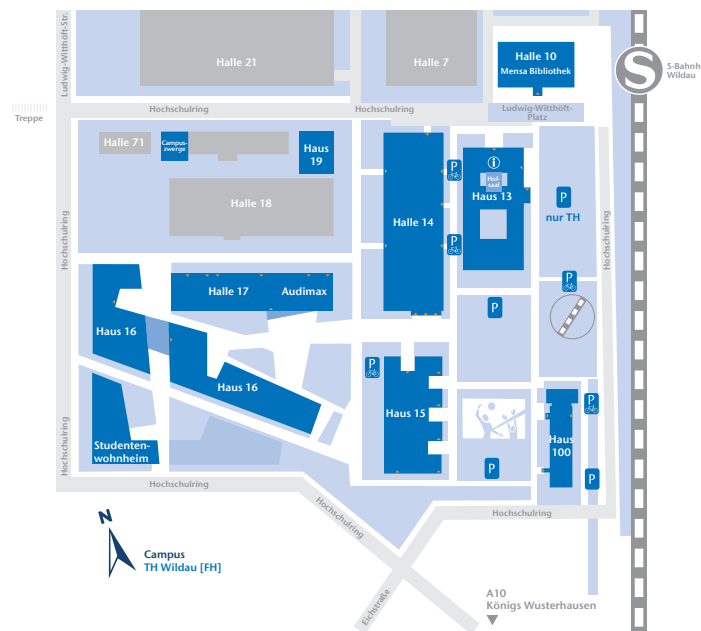 Ludwig-Witthöft-Str.
Halle 21
Halle 7
Halle 10
Mensa Bibliothek
S
S-Bahnhf
Wildau
Treppe
Hochschulring
Hochschulring
Ludwig-Witthöft-
Platz
Halle 71
Campus-
zwerge
Haus
19
Halle 18
Halle 14
P
i
Hof-
saal
Haus 13
P
nur TH
P
Hochschulring
Hochschulring
Halle 17
Audimax
P
P
Haus 16
Haus 16
P
Haus 15
P
Haus
100
P
P
Studenten-
wohnheim
Hochschulring
Hochschulring
Hochschulring
Hochschulring
N
Campus
TH Wildau [FH]
Eichstraße
A10
Königs Wusterhausen